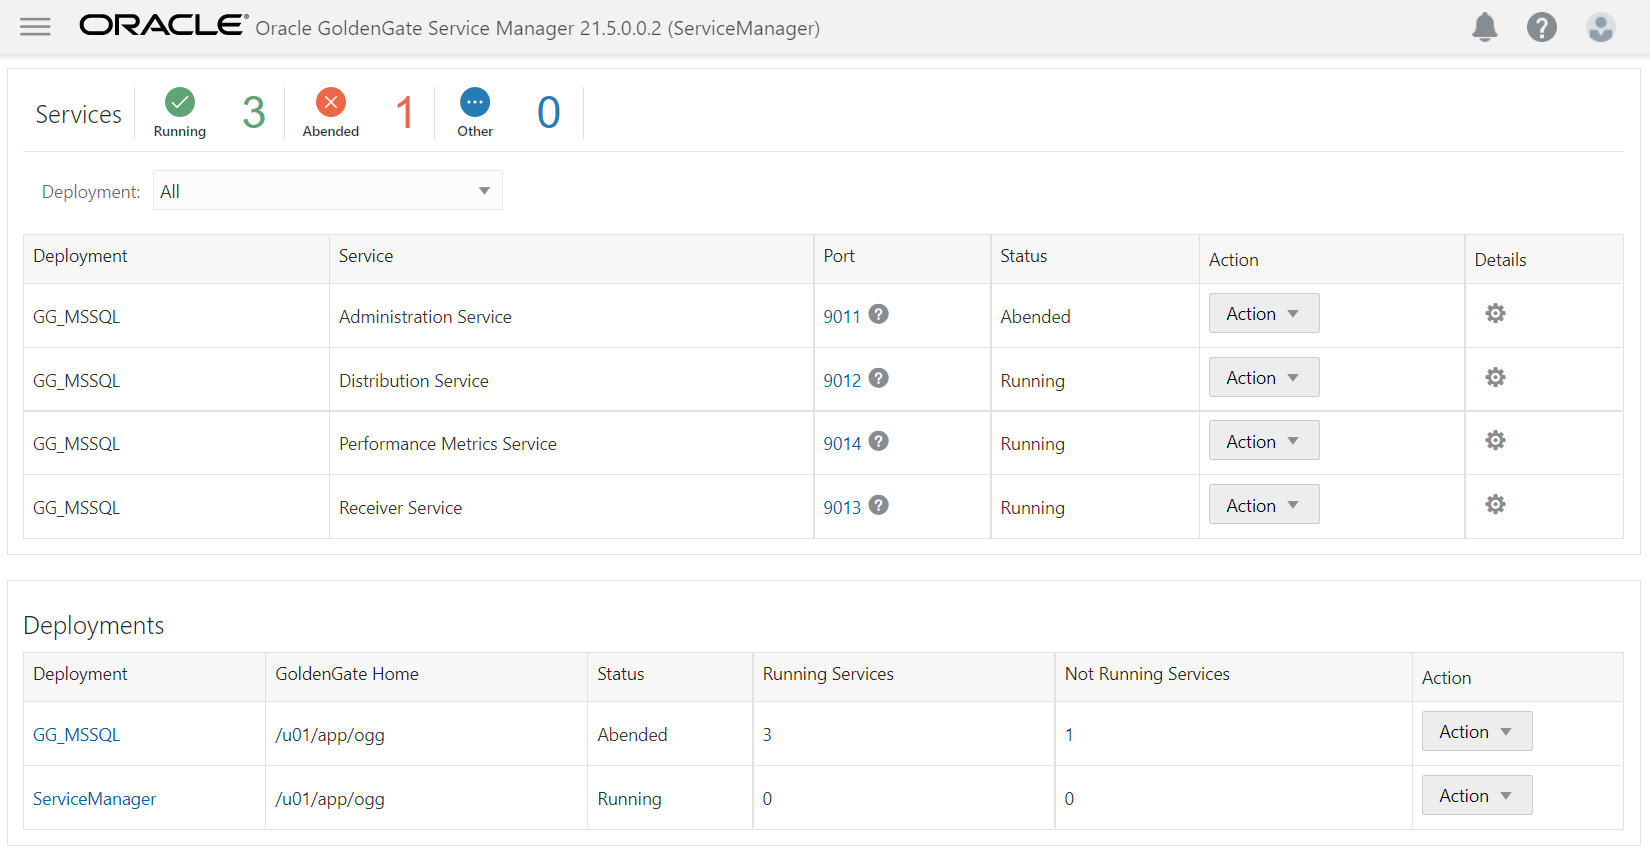 ORACLE® Oracle GoldenGate Service Manager 21.5.0.0.2 (ServiceManager)
Services Running 3 Abended 1 Other 0
Deployment: All
Deployment Service Port Status Action Details
GG_MSSQL Administration Service 9011 Abended Action
GG_MSSQL Distribution Service 9012 Running Action
GG_MSSQL Performance Metrics Service 9014 Running Action
GG_MSSQL Receiver Service 9013 Running Action
Deployments
Deployment GoldenGate Home Status Running Services Not Running Services Action
GG_MSSQL /u01/app/ogg Abended 3 1 Action
ServiceManager /u01/app/ogg Running 0 0 Action